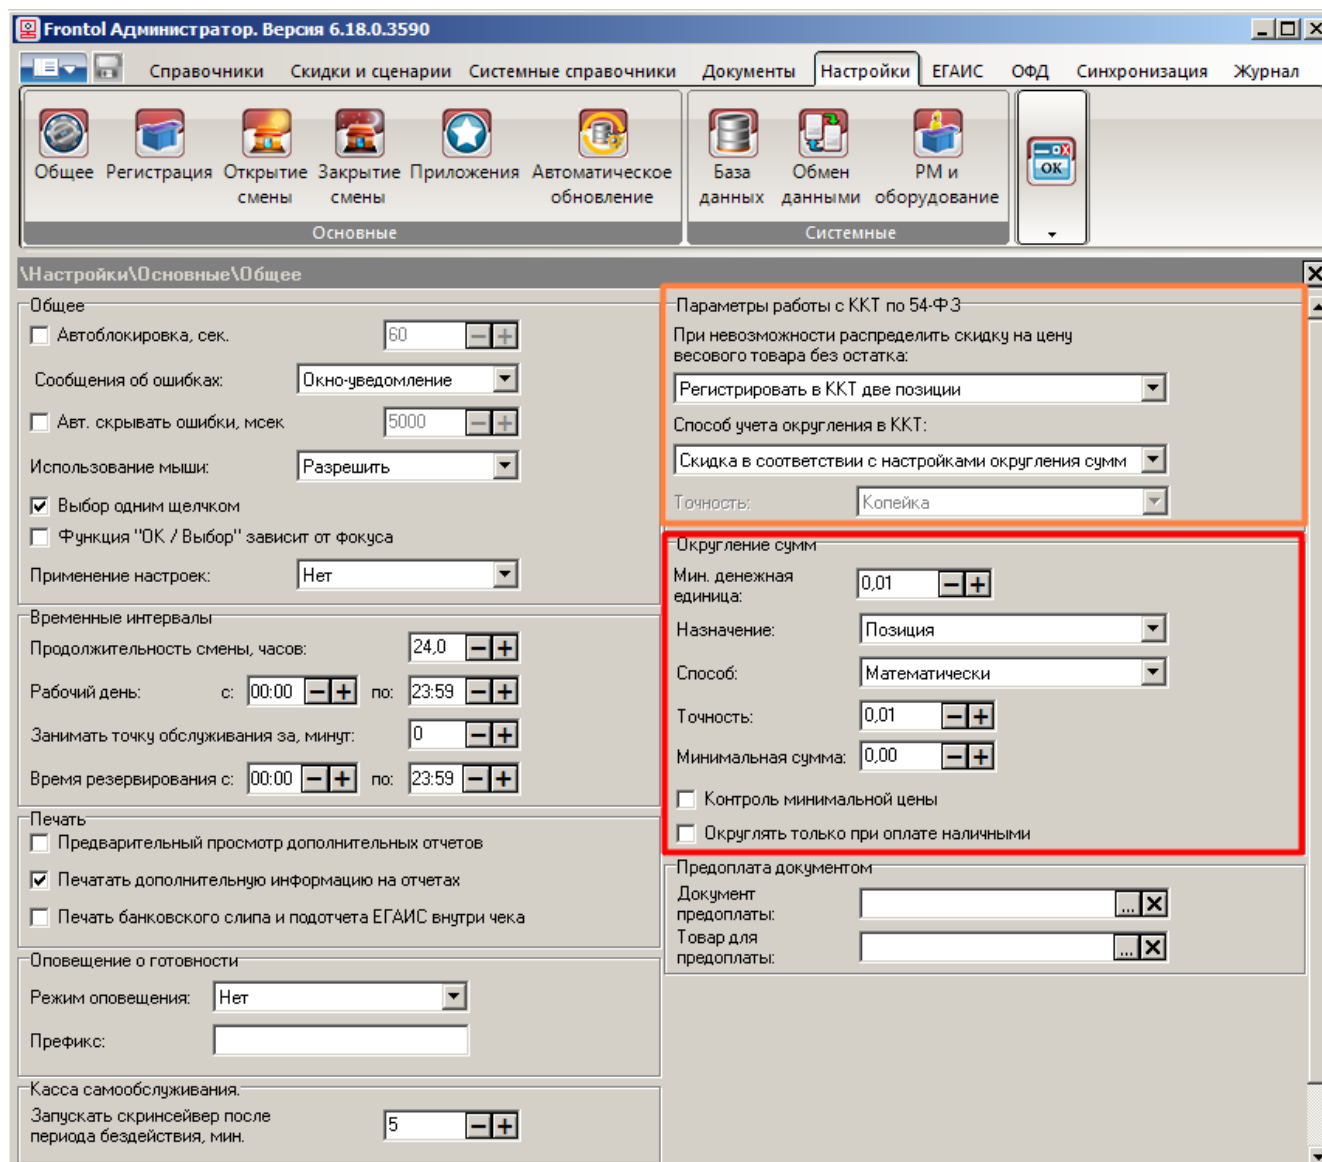 Frontol Администратор. Версия 6.18.0.3590
Справочники Скидки и сценарии Системные справочники Документы Настройки ЕГАИС ОФД Синхронизация Журнал
Общее Регистрация Открытие смены Закрытие смены Приложения Автоматическое обновление
Основные
База данных Обмен данными РМ и оборудование
Системные
OK
\Настройки\Основные\Общее
Общее
Автоблокировка, сек. 60
Сообщения об ошибках: Окно-уведомление
Авт. скрывать ошибки, мсек 5000
Использование мыши: Разрешить
Выбор одним щелчком
Функция "ОК / Выбор" зависит от фокуса
Применение настроек: Нет
Временные интервалы
Продолжительность смены, часов: 24,0
Рабочий день: с: 00:00 по: 23:59
Занимать точку обслуживания за, минут: 0
Время резервирования с: 00:00 по: 23:59
Печать
Предварительный просмотр дополнительных отчетов
Печатать дополнительную информацию на отчетах
Печать банковского слипа и подотчета ЕГАИС внутри чека
Оповещение о готовности
Режим оповещения: Нет
Префикс:
Касса самообслуживания.
Запускать скринсейвер после
периода бездействия, мин. 5
Параметры работы с ККТ по 54-ФЗ
При невозможности распределить скидку на цену
весового товара без остатка:
Регистрировать в ККТ две позиции
Способ учета округления в ККТ:
Скидка в соответствии с настройками округления сумм
Точность: Копейка
Округление сумм
Мин. денежная
единица: 0,01
Назначение: Позиция
Способ: Математически
Точность: 0,01
Минимальная сумма: 0,00
Контроль минимальной цены
Округлять только при оплате наличными
Предоплата документом
Документ
предоплаты: ...
Товар для
предоплаты: ...